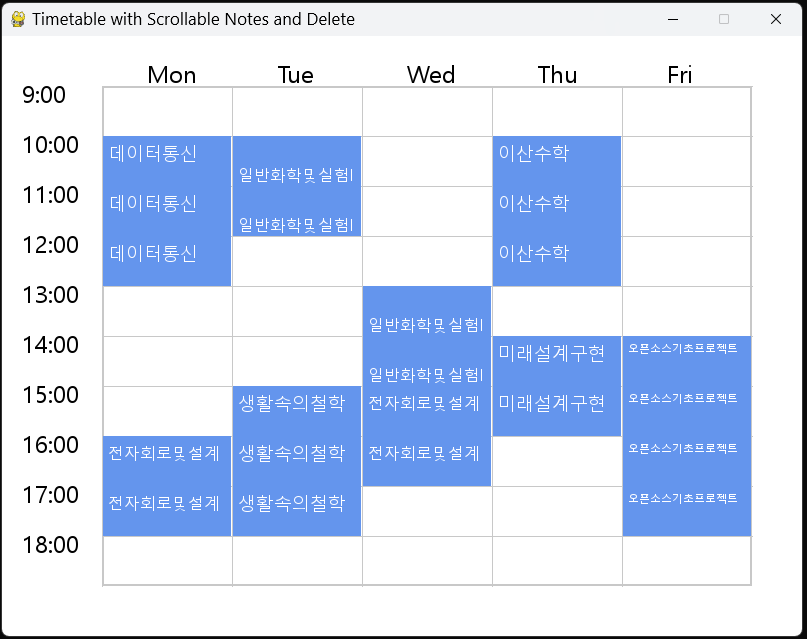 Timetable with Scrollable Notes and Delete
Mon Tue Wed Thu Fri
9:00
10:00
데이터통신 이산수학
일반화학및실험I
11:00
데이터통신 이산수학
일반화학및실험I
12:00
데이터통신 이산수학
13:00
일반화학및실험I
14:00
미래설계구현 오픈소스기초프로젝트
일반화학및실험I
15:00
생활속의철학 전자회로및설계 미래설계구현 오픈소스기초프로젝트
16:00
전자회로및설계 생활속의철학 전자회로및설계 오픈소스기초프로젝트
17:00
전자회로및설계 생활속의철학 오픈소스기초프로젝트
18:00